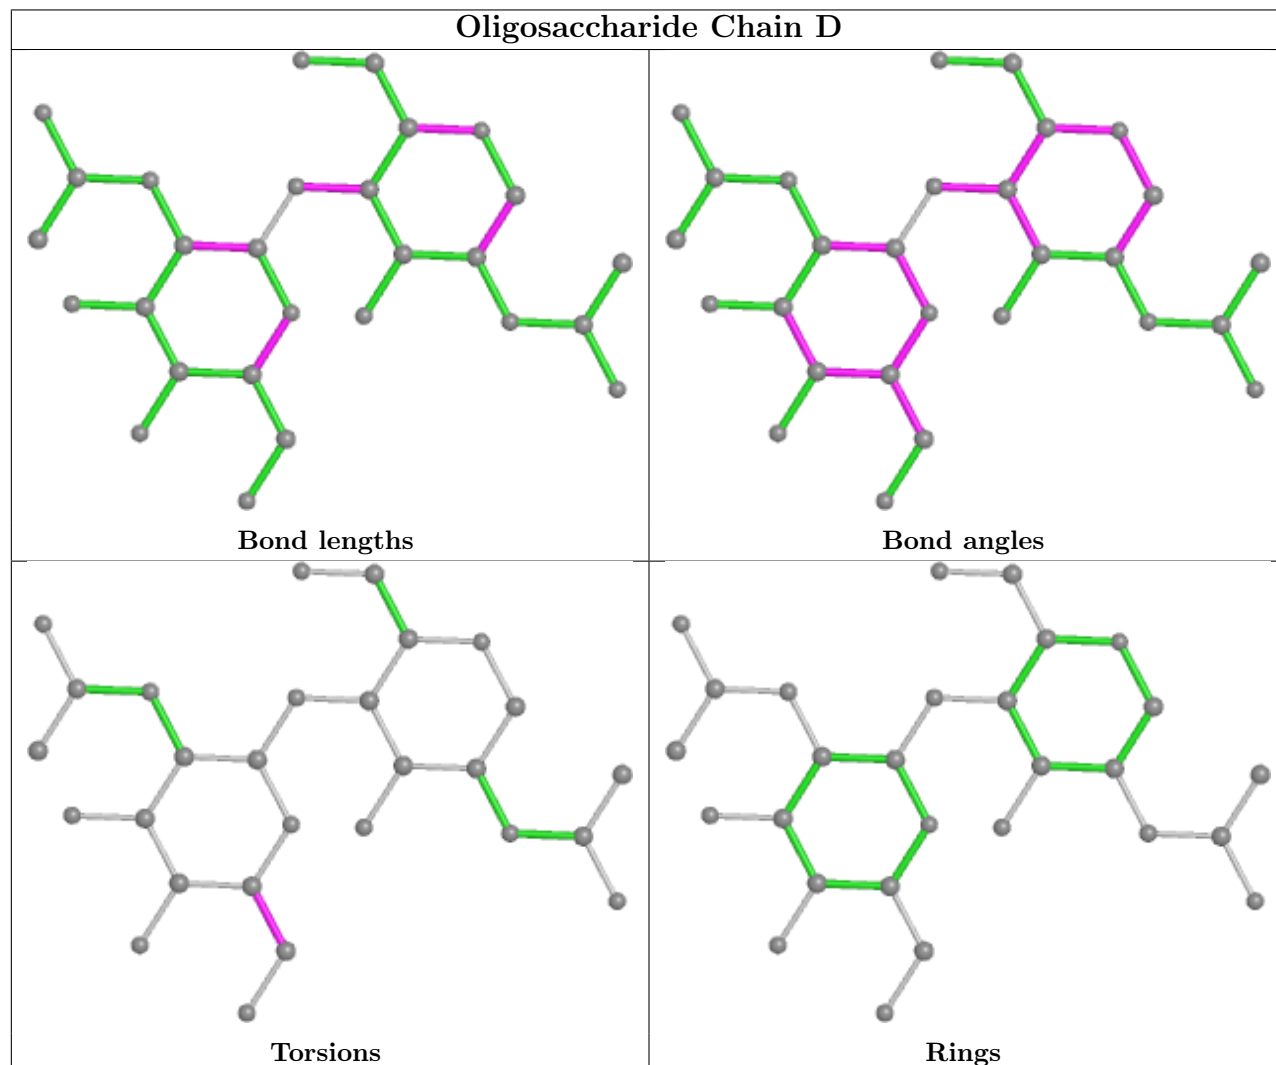 Oligosaccharide Chain D
Bond lengths
Bond angles
Torsions
Rings